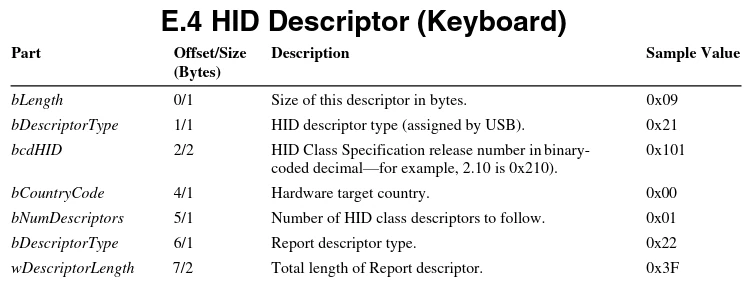 E.4 HID Descriptor (Keyboard)
Part Offset/Size Description Sample Value
(Bytes)
bLength 0/1 Size of this descriptor in bytes. 0x09
bDescriptorType 1/1 HID descriptor type (assigned by USB). 0x21
bcdHID 2/2 HID Class Specification release number in binary- 0x101
coded decimal—for example, 2.10 is 0x210).
bCountryCode 4/1 Hardware target country. 0x00
bNumDescriptors 5/1 Number of HID class descriptors to follow. 0x01
bDescriptorType 6/1 Report descriptor type. 0x22
wDescriptorLength 7/2 Total length of Report descriptor. 0x3F